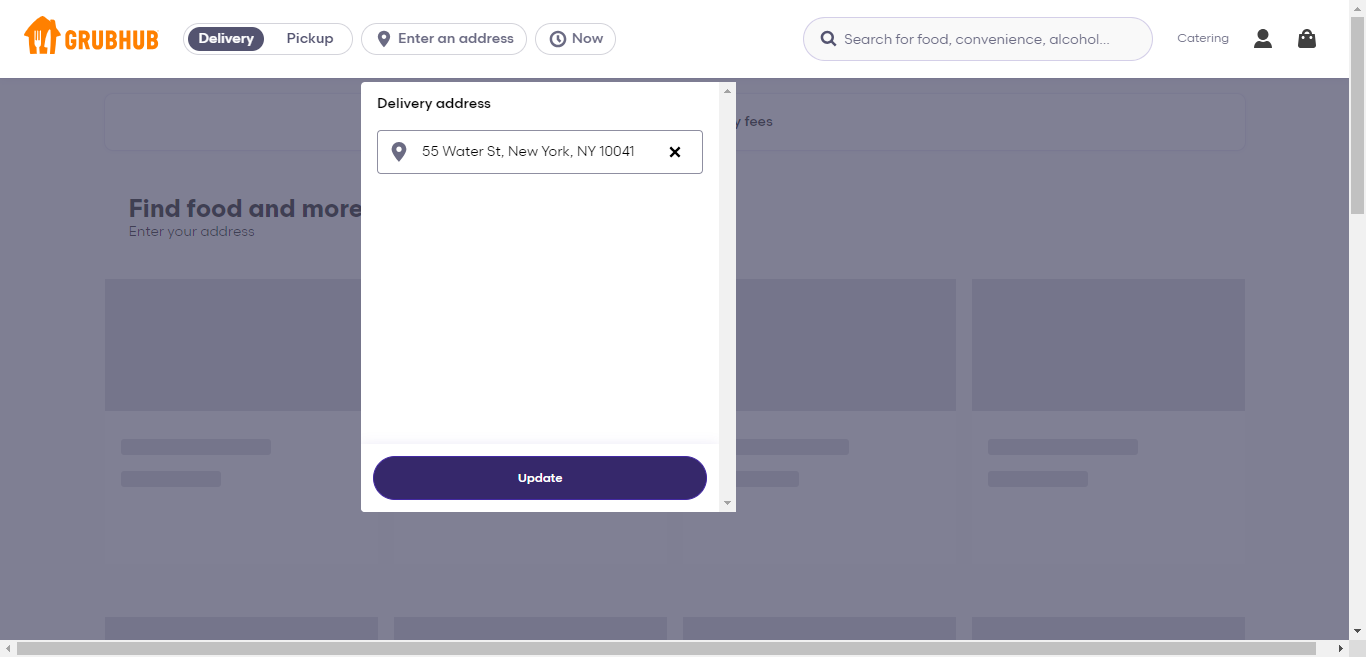 GRUBHUB
Delivery
Pickup
Enter an address
Now
Search for food, convenience, alcohol...
Catering
Delivery address
55 Water St, New York, NY 10041
fees
Find food and more
Enter your address
Update